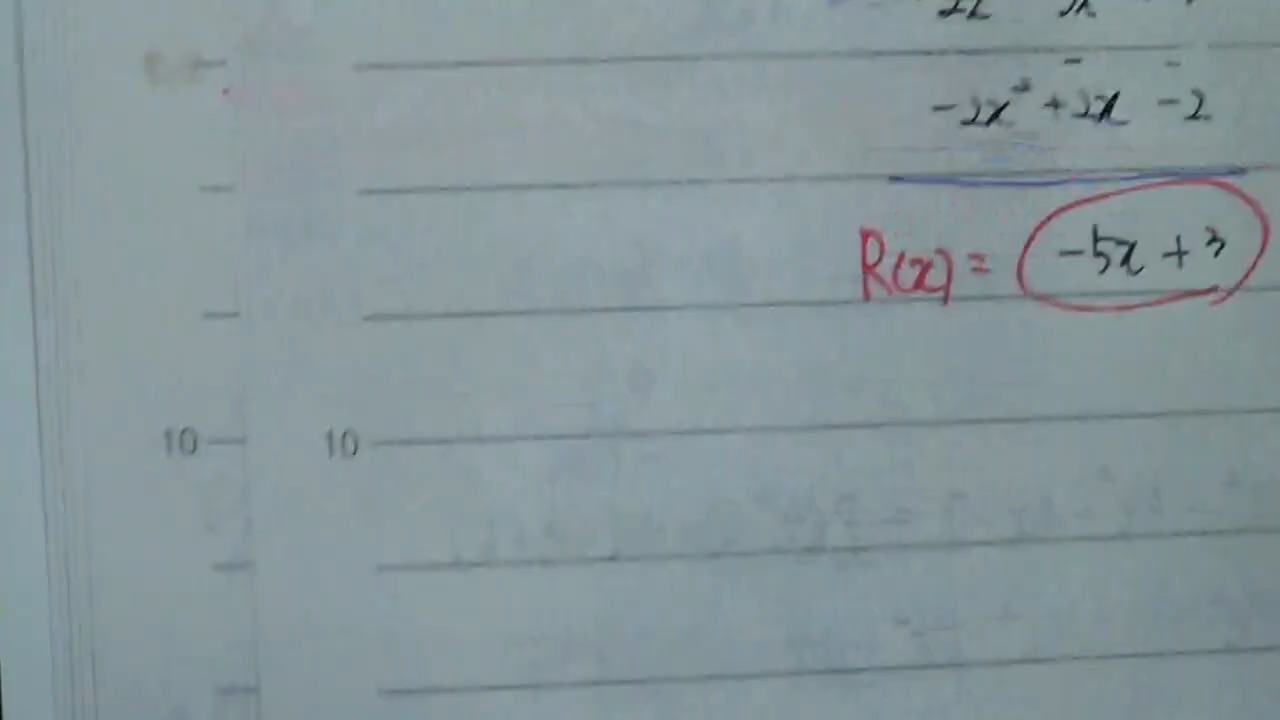 -2x² +2x -2
R(x) = -5x + 3
10 10